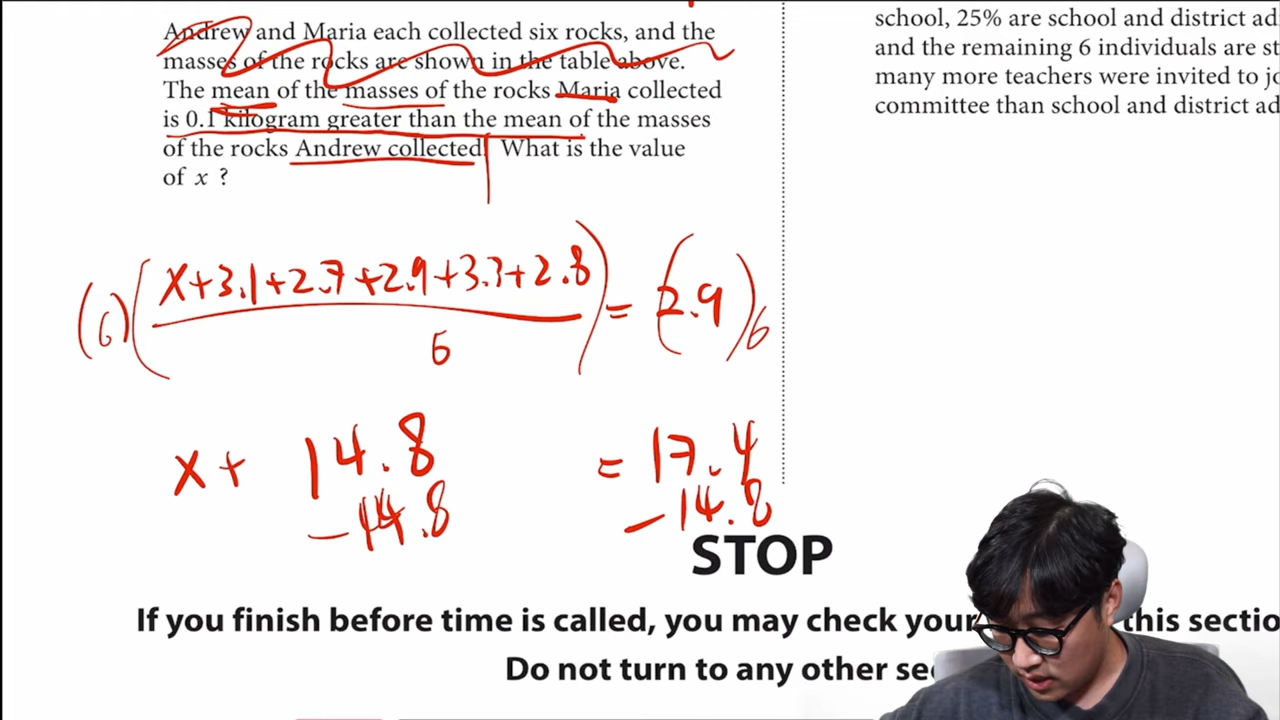 Andrew and Maria each collected six rocks, and the
masses of the rocks are shown in the table above.
The mean of the masses of the rocks Maria collected
is 0.1 kilogram greater than the mean of the masses
of the rocks Andrew collected. What is the value
of x ?
(6)(x+3.1+2.7+2.9+3.3+2.8
6) = (2.9)6
x+ 14.8 = 17.4
-14.8 -14.8
school, 25% are school and district ad
and the remaining 6 individuals are st
many more teachers were invited to jo
committee than school and district ad
STOP
If you finish before time is called, you may check your this sectio
Do not turn to any other se